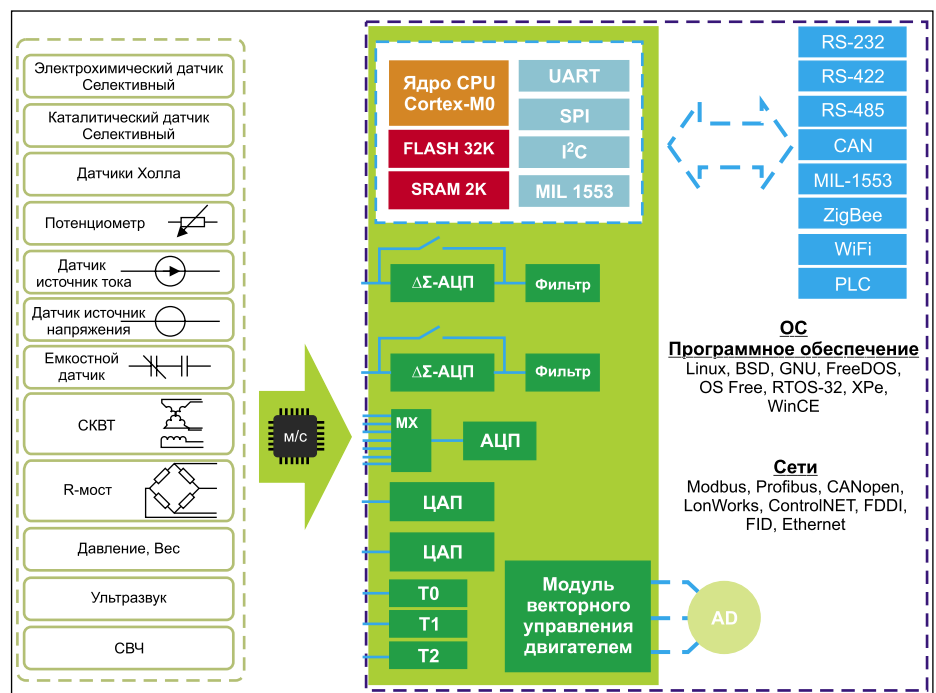 Электрохимический датчик
Селективный
Каталитический датчик
Селективный
Датчики Холла
Потенциометр
Датчик
источник тока
Датчик источник
напряжения
Емкостной
датчик
СКВТ
R-мост
Давление, Вес
Ультразвук
СВЧ
м/с
Ядро CPU
Cortex-M0
FLASH 32K
SRAM 2K
UART
SPI
I²C
MIL 1553
ΔΣ-АЦП
Фильтр
ΔΣ-АЦП
Фильтр
MX
АЦП
ЦАП
ЦАП
T0
T1
T2
Модуль
векторного
управления
двигателем
AD
RS-232
RS-422
RS-485
CAN
MIL-1553
ZigBee
WiFi
PLC
ОС
Программное обеспечение
Linux, BSD, GNU, FreeDOS,
OS Free, RTOS-32, XPe,
WinCE
Сети
Modbus, Profibus, CANopen,
LonWorks, ControlNET, FDDI,
FID, Ethernet